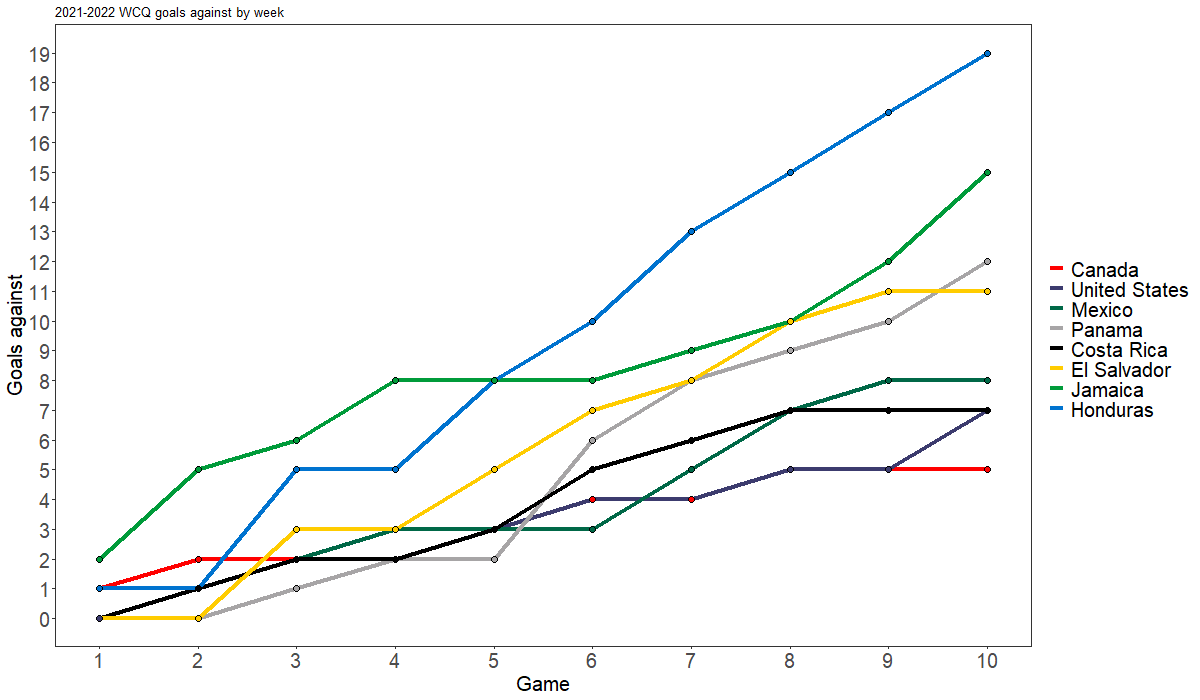 2021-2022 WCQ goals against by week
19
18
17
16
15
14
13
12
11
10
9
8
7
6
5
4
3
2
1
0
Goals against
1 2 3 4 5 6 7 8 9 10
Game
Canada
United States
Mexico
Panama
Costa Rica
El Salvador
Jamaica
Honduras